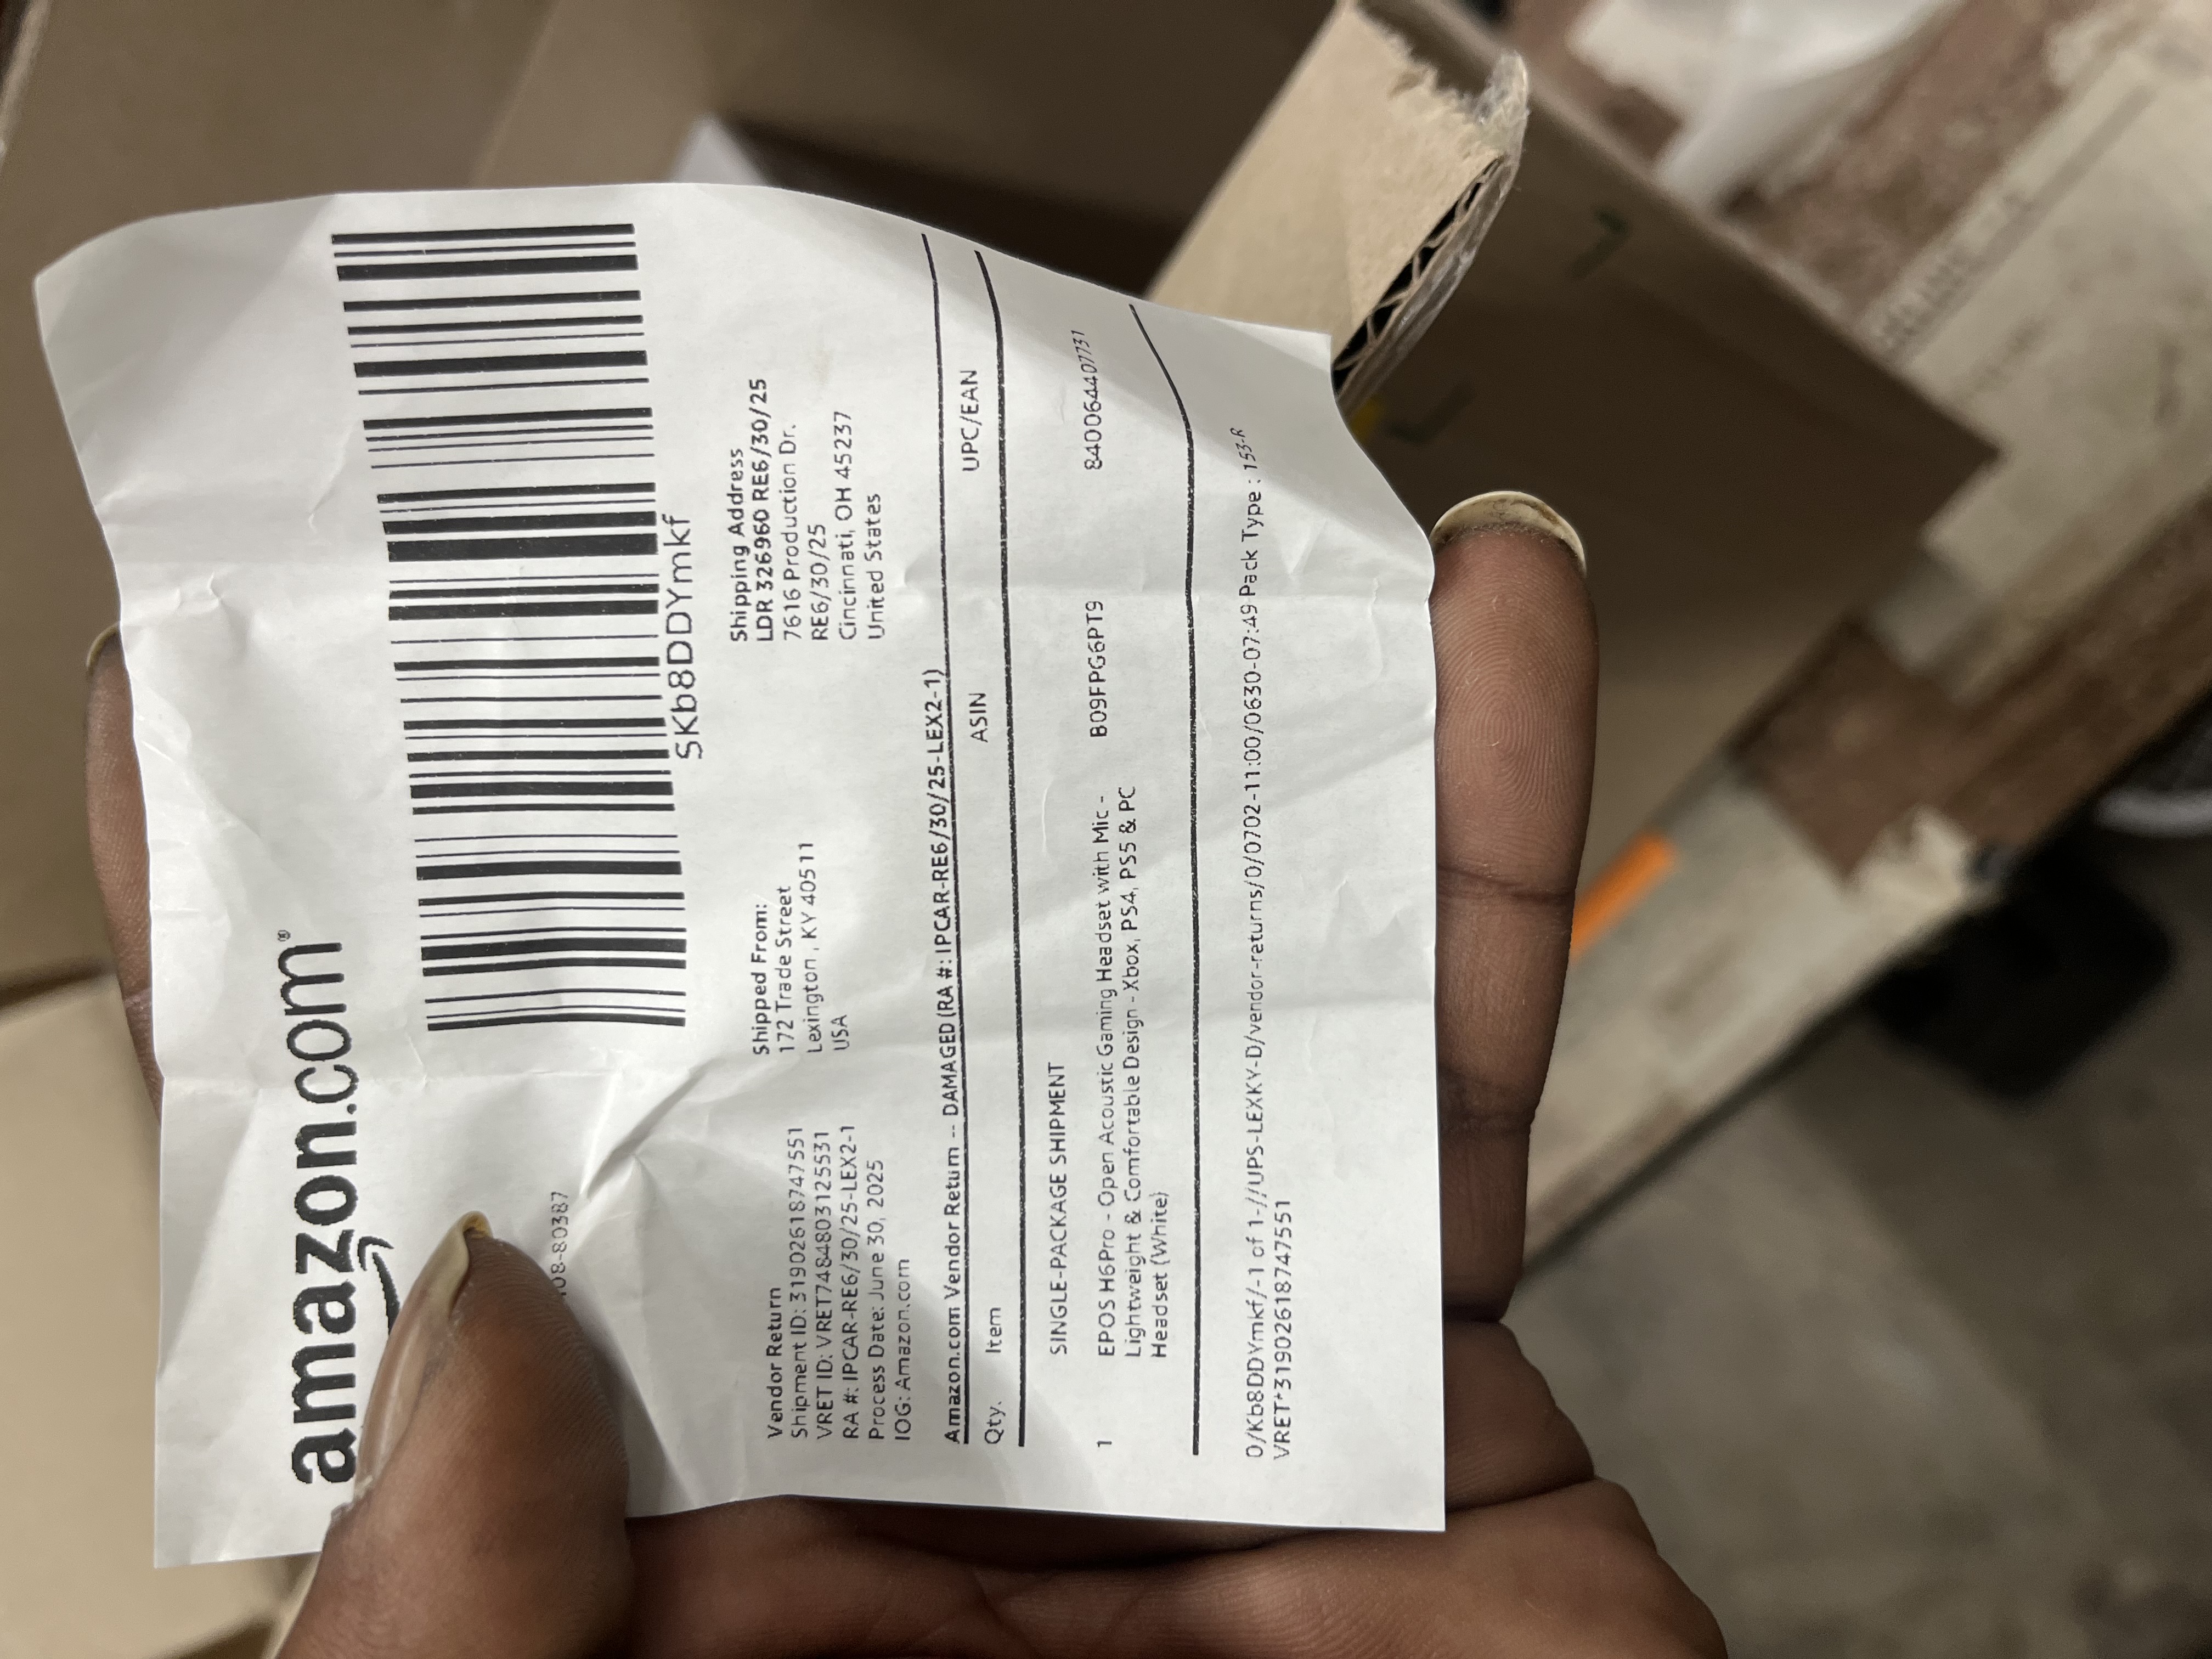 amazon.com®
SKb8DDYmkf
08-80387
Vendor Return
Shipment ID: 31902618747551
VRET ID: VRET7484803125531
RA #: IPCAR-RE6/30/25-LEX2-1
Process Date: June 30, 2025
IOG: Amazon.com
Shipped From:
172 Trade Street
Lexington , KY 40511
USA
Shipping Address
LDR 326960 RE6/30/25
7616 Production Dr.
RE6/30/25
Cincinnati, OH 45237
United States
Amazon.com Vendor Return -- DAMAGED (RA #: IPCAR-RE6/30/25-LEX2-1)
Qty. Item ASIN UPC/EAN
SINGLE-PACKAGE SHIPMENT
1 EPOS H6Pro - Open Acoustic Gaming Headset with Mic - B09FPG6PT9 840064407731
Lightweight & Comfortable Design - Xbox, PS4, PS5 & PC
Headset (White)
0/Kb8DDYmkf/-1 of 1-//UPS-LEXKY-D/vendor-returns/0/0702-11:00/0630-07:49 Pack Type : 153-R
VRET+31902618747551